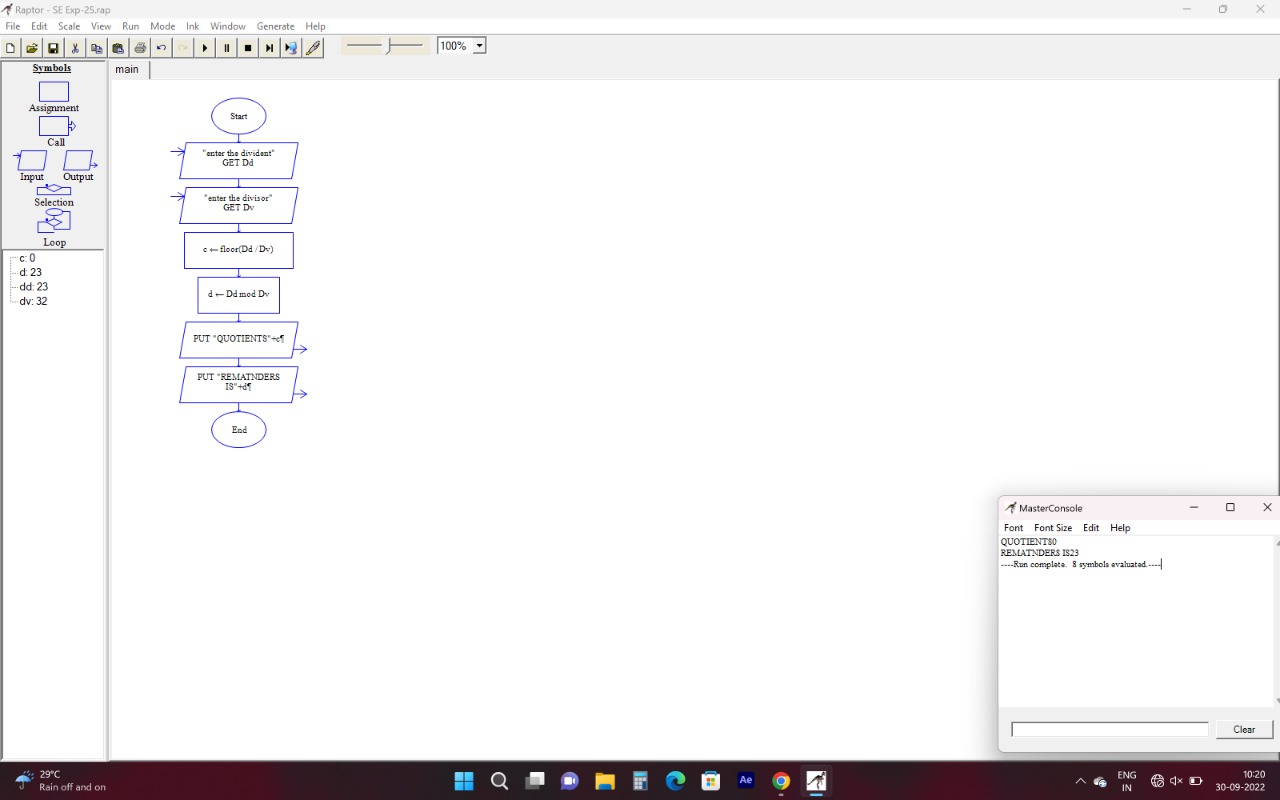 Raptor - SE Exp-25.rap
File Edit Scale View Run Mode Ink Window Generate Help
100%
Symbols
Assignment
Call
Input Output
Selection
Loop
c: 0
d: 23
dd: 23
dv: 32
main
Start
"enter the divident"
GET Dd
"enter the divisor"
GET Dv
c ← floor(Dd / Dv)
d ← Dd mod Dv
PUT "QUOTIENTS"+c¶
PUT "REMATNDERS
IS"+d¶
End
MasterConsole
Font Font Size Edit Help
QUOTIENTS0
REMATNDERS IS23
----Run complete. 8 symbols evaluated.----
Clear
29°C
Rain off and on
Ae
ENG
IN
10:20
30-09-2022